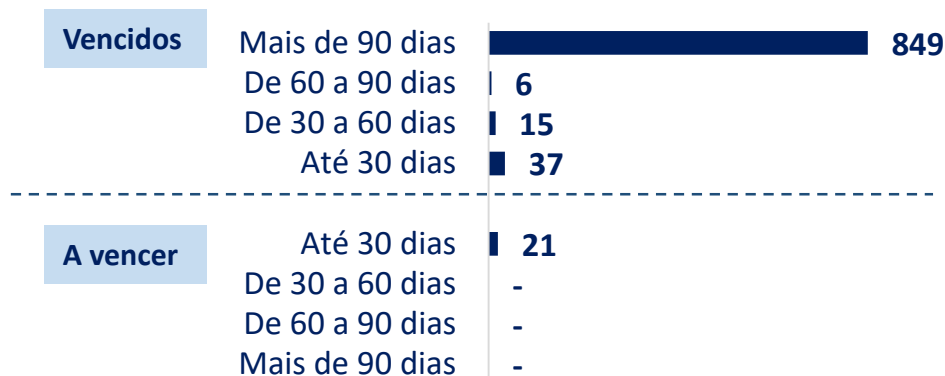 Vencidos
Mais de 90 dias 849
De 60 a 90 dias 6
De 30 a 60 dias 15
Até 30 dias 37
A vencer
Até 30 dias 21
De 30 a 60 dias -
De 60 a 90 dias -
Mais de 90 dias -